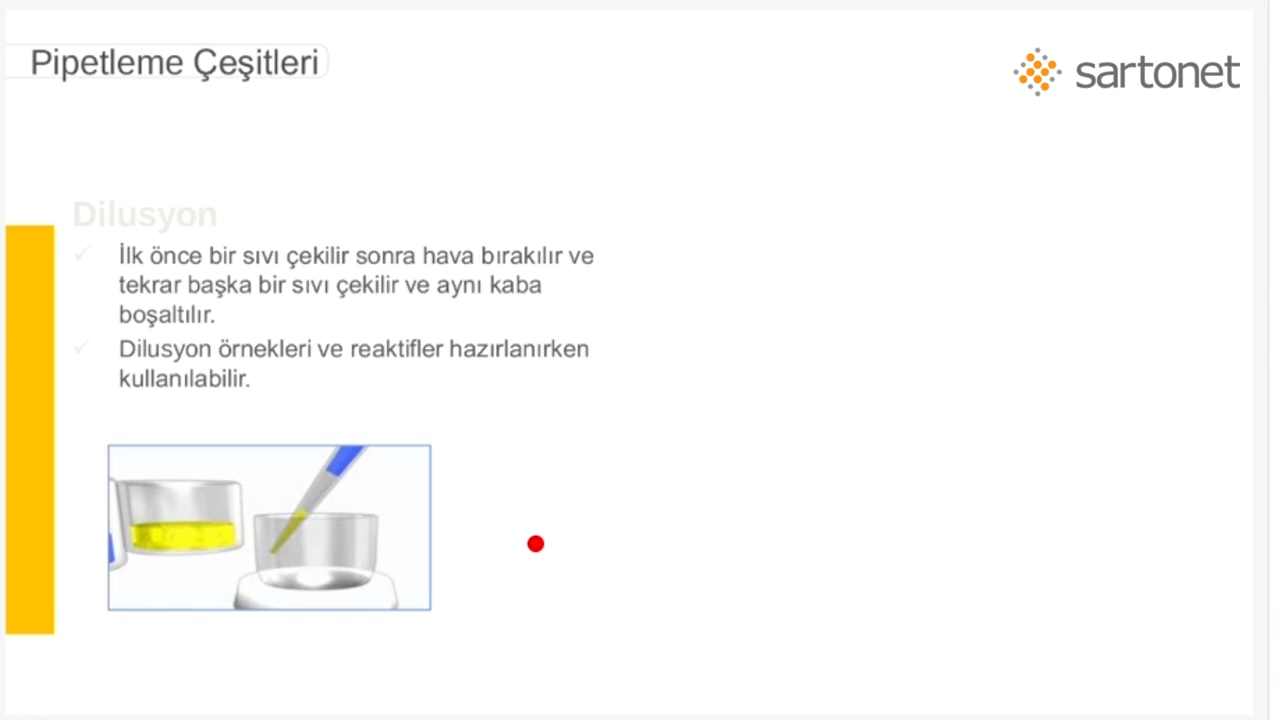 Pipetleme Çeşitleri
sartonet
Dilusyon
✓ İlk önce bir sıvı çekilir sonra hava bırakılır ve
tekrar başka bir sıvı çekilir ve aynı kaba
boşaltılır.
✓ Dilusyon örnekleri ve reaktifler hazırlanırken
kullanılabilir.